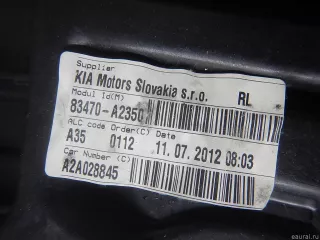 Supplier
KIA Motors Slovakia s.r.o. RL
Modul Id(M)
83470-A2350
ALC code Order(C) Date
A35 0112 11.07.2012 08:03
Car Number (C)
A2A028845
eaural.ru